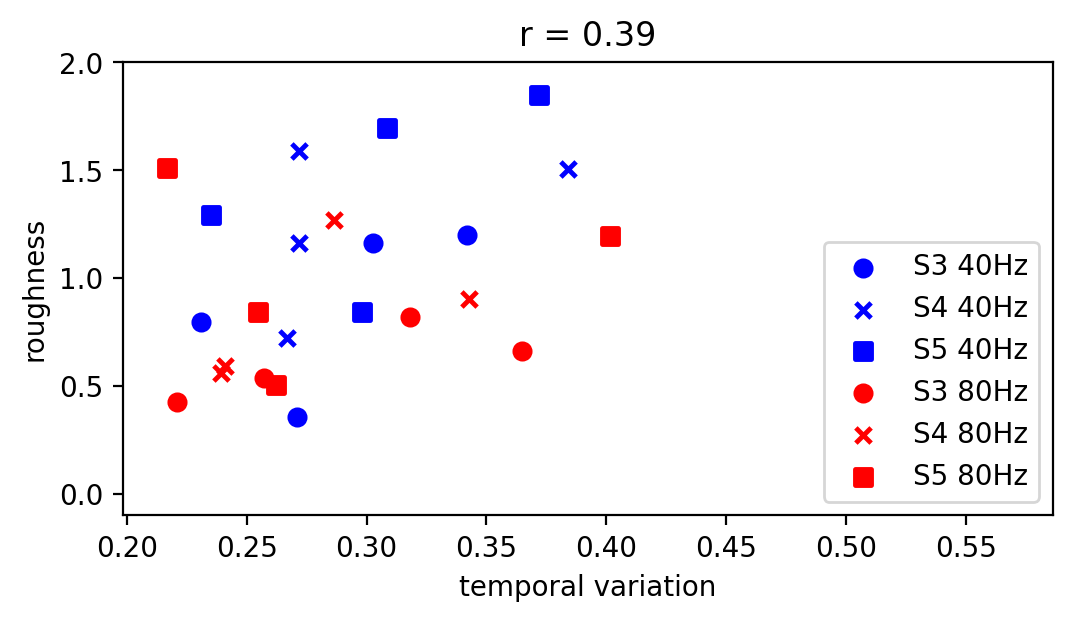 r = 0.39
2.0
1.5
1.0
0.5
0.0
roughness
S3 40Hz
S4 40Hz
S5 40Hz
S3 80Hz
S4 80Hz
S5 80Hz
0.20 0.25 0.30 0.35 0.40 0.45 0.50 0.55
temporal variation